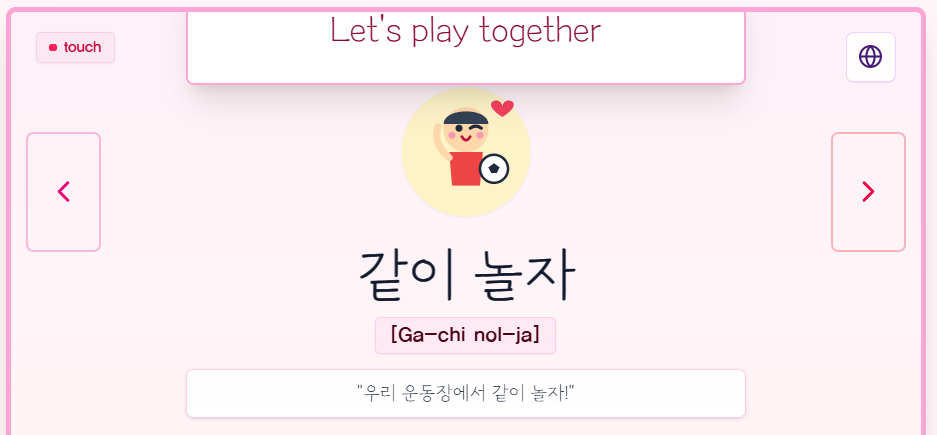 touch
Let's play together
같이 놀자
[Ga-chi nol-ja]
"우리 운동장에서 같이 놀자!"